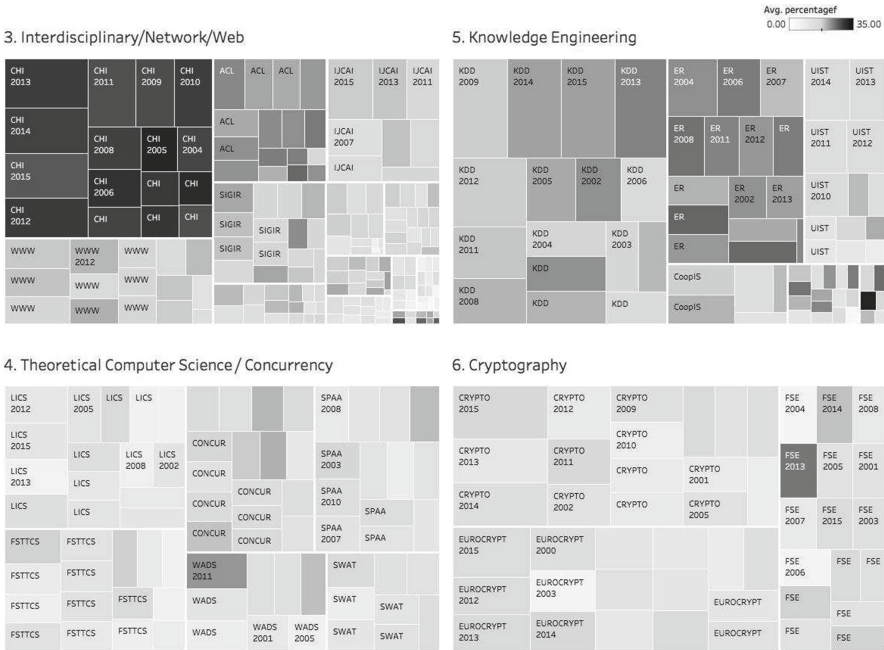 Avg. percentagef
0.00 35.00
3. Interdisciplinary/Network/Web
CHI
2013
CHI
2011
CHI
2009
CHI
2010
CHI
2014
CHI
2008
CHI
2005
CHI
2004
CHI
2015
CHI
2006
CHI
CHI
CHI
2012
CHI
CHI
CHI
ACL
ACL
ACL
ACL
ACL
IJCAI
2015
IJCAI
2013
IJCAI
2011
IJCAI
2007
IJCAI
SIGIR
SIGIR
SIGIR
SIGIR
SIGIR
WWW
WWW
2012
WWW
WWW
WWW
WWW
WWW
WWW
WWW
5. Knowledge Engineering
KDD
2009
KDD
2014
KDD
2015
KDD
2013
KDD
2012
KDD
2005
KDD
2002
KDD
2006
KDD
2011
KDD
2004
KDD
2003
KDD
KDD
2008
KDD
KDD
ER
2004
ER
2006
ER
2007
ER
2008
ER
2011
ER
2012
ER
ER
ER
2002
ER
2013
ER
ER
UIST
2014
UIST
2013
UIST
2011
UIST
2012
UIST
2010
UIST
UIST
CoopIS
CoopIS
4. Theoretical Computer Science / Concurrency
LICS
2012
LICS
2005
LICS
LICS
LICS
2015
LICS
LICS
2008
LICS
2002
LICS
2013
LICS
LICS
CONCUR
CONCUR
CONCUR
CONCUR
CONCUR
CONCUR
CONCUR
SPAA
2008
SPAA
2003
SPAA
2010
SPAA
2007
SPAA
SPAA
FSTTCS
FSTTCS
FSTTCS
FSTTCS
FSTTCS
FSTTCS
FSTTCS
FSTTCS
FSTTCS
FSTTCS
WADS
2011
WADS
WADS
WADS
2001
WADS
2005
SWAT
SWAT
SWAT
SWAT
SWAT
6. Cryptography
CRYPTO
2015
CRYPTO
2012
CRYPTO
2009
CRYPTO
2010
CRYPTO
2013
CRYPTO
2011
CRYPTO
CRYPTO
2001
CRYPTO
2014
CRYPTO
2002
CRYPTO
CRYPTO
2005
FSE
2004
FSE
2014
FSE
2008
FSE
2013
FSE
2005
FSE
2001
FSE
2007
FSE
2015
FSE
2003
FSE
2006
FSE
FSE
FSE
FSE
FSE
EUROCRYPT
2015
EUROCRYPT
2000
EUROCRYPT
2012
EUROCRYPT
2003
EUROCRYPT
EUROCRYPT
2013
EUROCRYPT
2014
EUROCRYPT